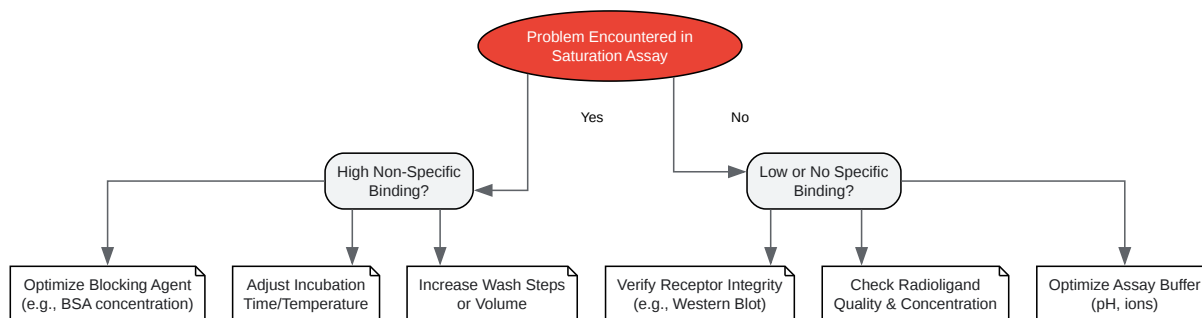 Problem Encountered in
Saturation Assay
Yes
No
High Non-Specific
Binding?
Low or No Specific
Binding?
Optimize Blocking Agent
(e.g., BSA concentration)
Adjust Incubation
Time/Temperature
Increase Wash Steps
or Volume
Verify Receptor Integrity
(e.g., Western Blot)
Check Radioligand
Quality & Concentration
Optimize Assay Buffer
(pH, ions)